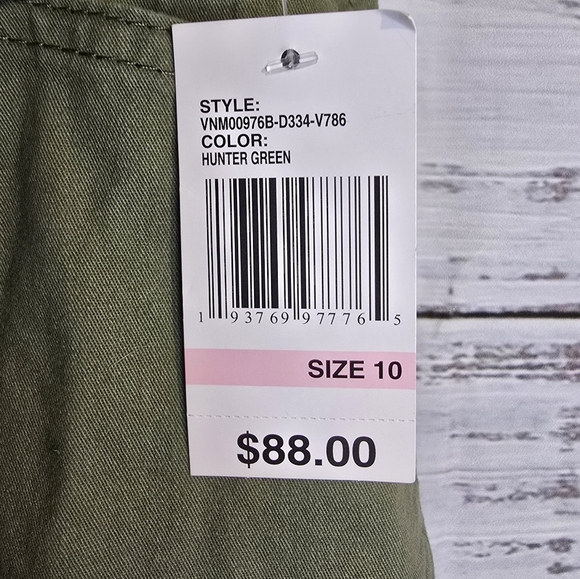 STYLE:
VNM00976B-D334-V786
COLOR:
HUNTER GREEN
1 93769 97776 5
SIZE 10
$88.00